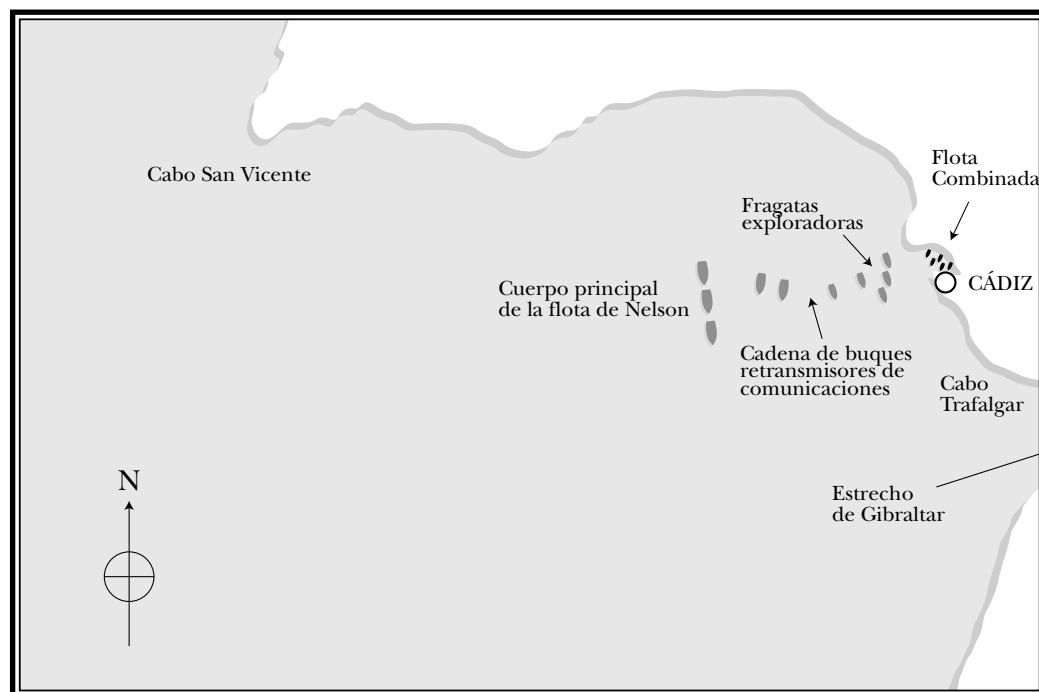 Cabo San Vicente
Flota
Combinada
Fragatas
exploradoras
CÁDIZ
Cuerpo principal
de la flota de Nelson
Cadena de buques
retransmisores de
comunicaciones
Cabo
Trafalgar
N
Estrecho
de Gibraltar